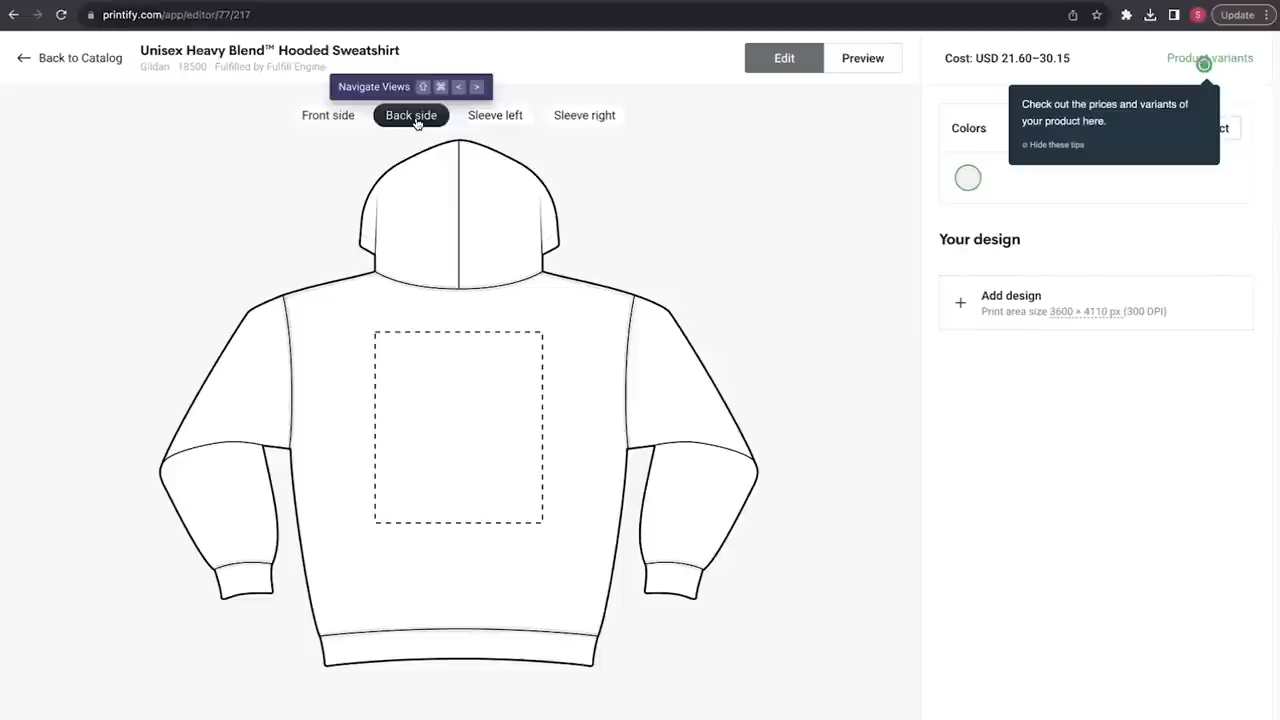 printify.com/app/editor/77/217
S
Update
Back to Catalog
Unisex Heavy Blend™ Hooded Sweatshirt
Gildan 18500 Fulfilled by Fulfill Engine
Edit
Preview
Cost: USD 21.60–30.15
Product variants
Navigate Views ⇧ ⌘ < >
Front side
Back side
Sleeve left
Sleeve right
Check out the prices and variants of
your product here.
Hide these tips
Colors
ct
Your design
+ Add design
Print area size 3600 × 4110 px (300 DPI)